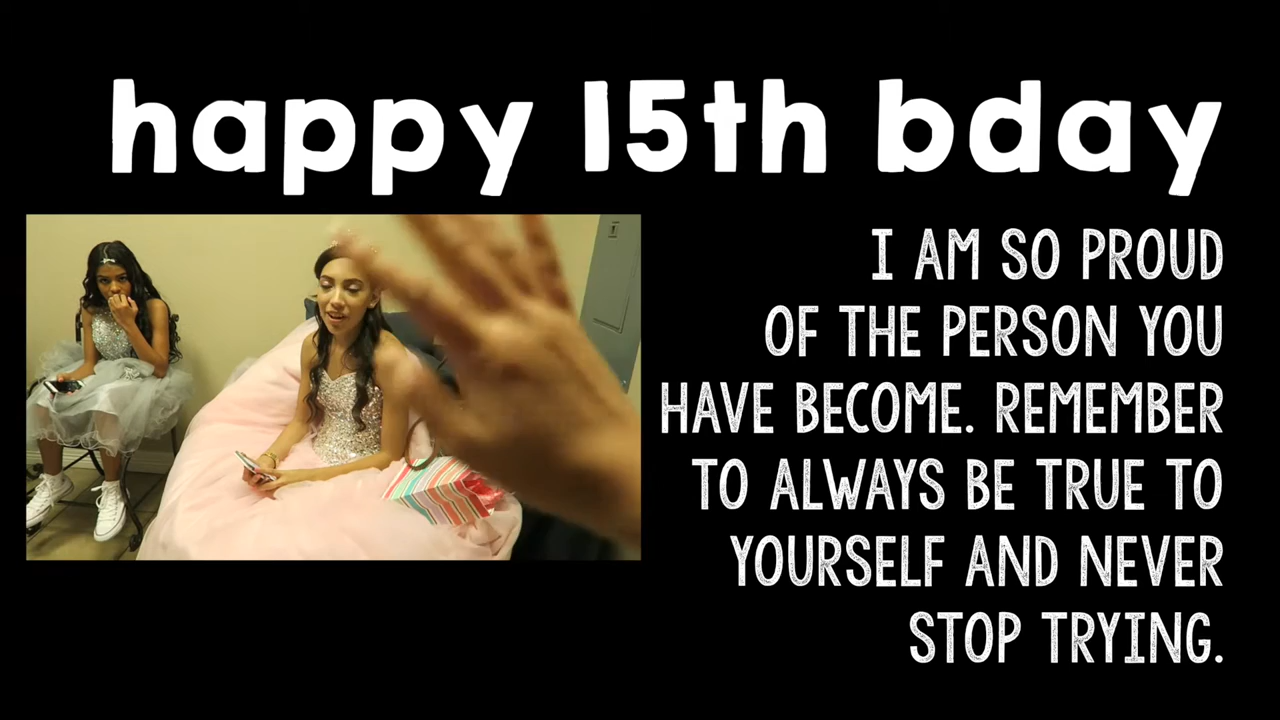 happy 15th bday
I AM SO PROUD
OF THE PERSON YOU
HAVE BECOME. REMEMBER
TO ALWAYS BE TRUE TO
YOURSELF AND NEVER
STOP TRYING.